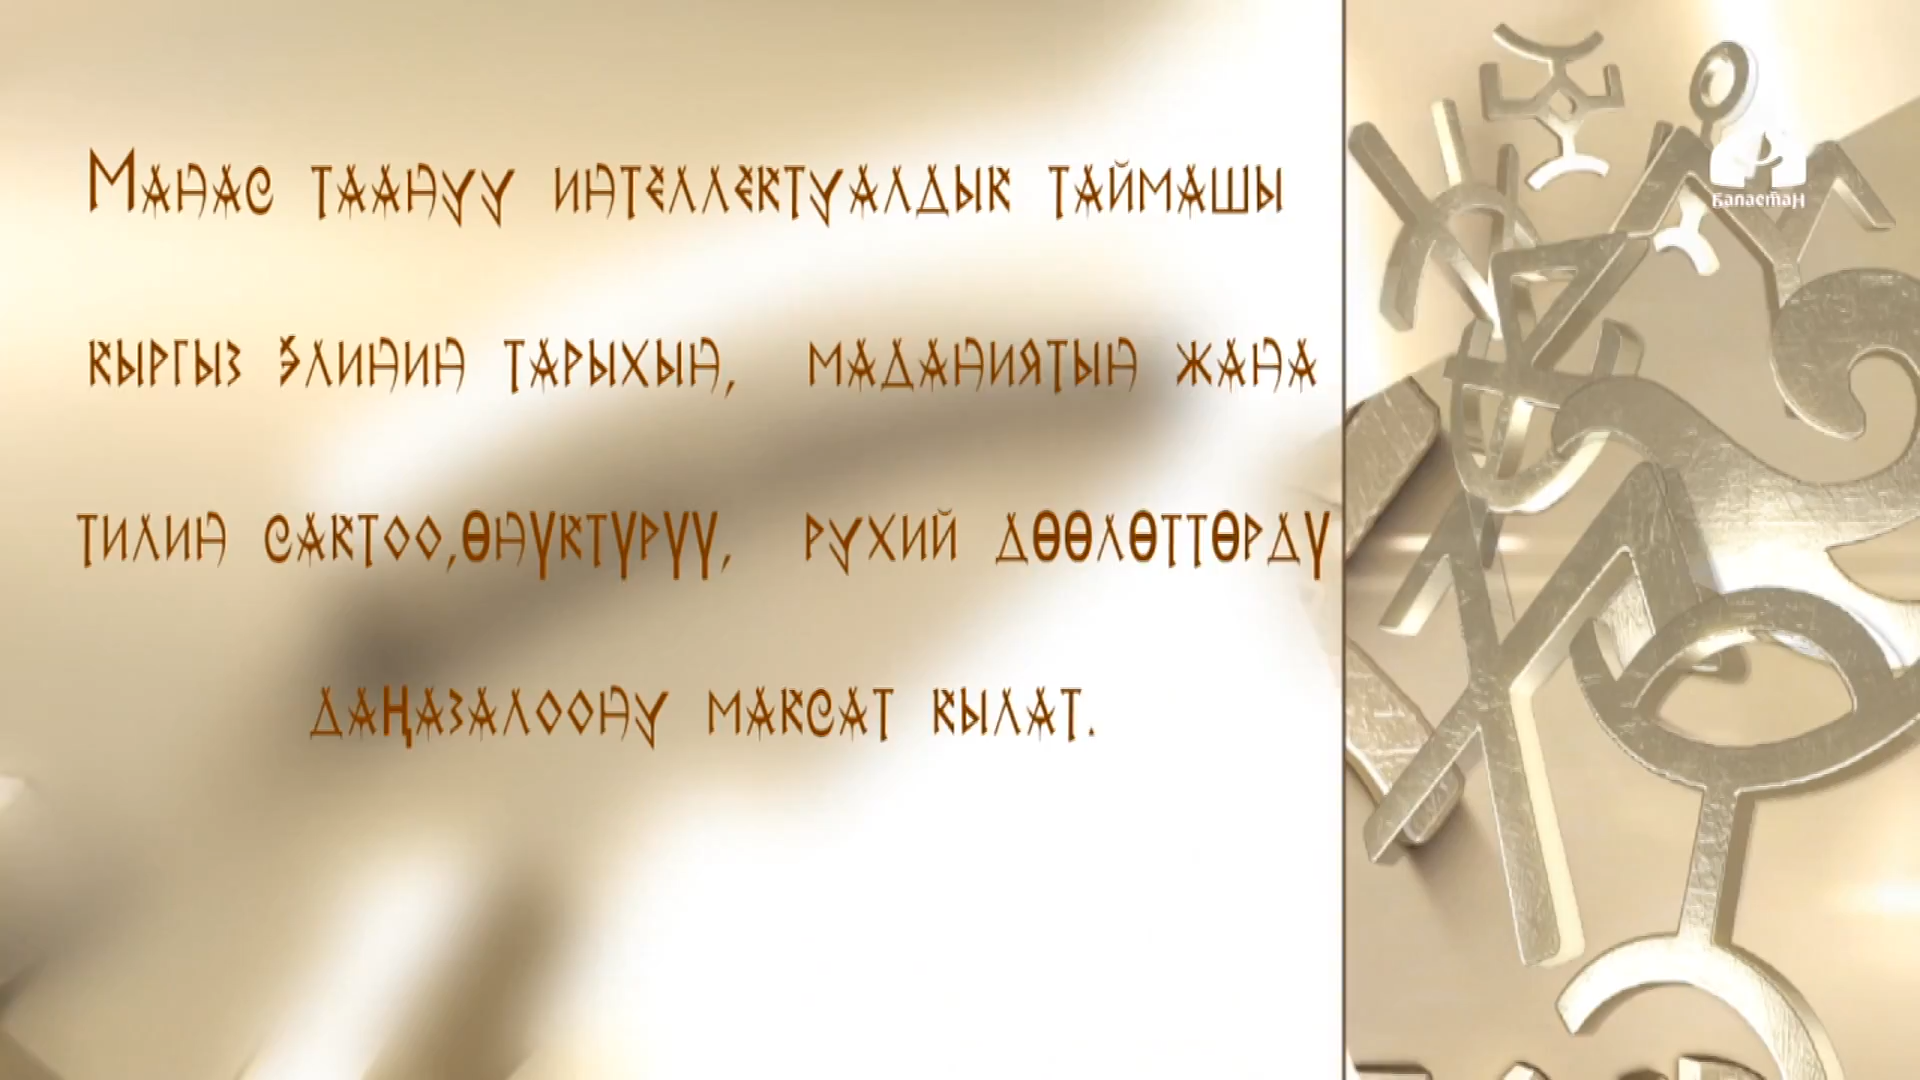 Манас таануу интеллектуалдык таймашы
кыргыз элинин тарыхын, маданиятын жана
тилин сактоо,өнүктүрүү, рухий дөөлөттөрдү
даңазалоону максат кылат.
Баластан